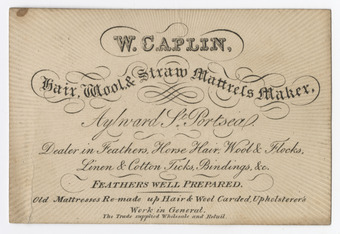 W. CAPLIN,
Hair, Wool, & Straw Mattrefs Maker,
Aylward St. Portsea
Dealer in Feathers, Horse Hair, Wool & Flocks,
Linen & Cotton Ticks, Bindings, &c.
FEATHERS WELL PREPARED.
Old Mattresses Re-made up Hair & Wool Carded, Upholsterer's
Work in General.
The Trade supplied Wholesale and Retail.